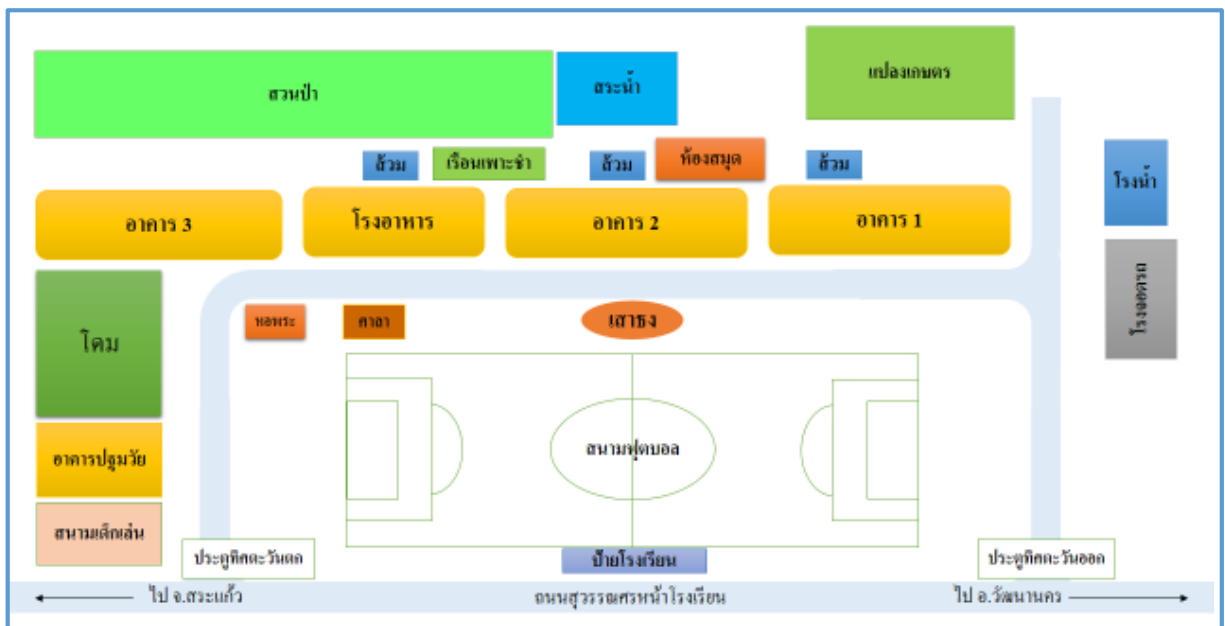 สวนป่า
สระน้ำ
แปลงเกษตร
ส้วม
เรือนเพาะชำ
ส้วม
ห้องสมุด
ส้วม
โรงน้ำ
อาคาร 3
โรงอาหาร
อาคาร 2
อาคาร 1
โรงจอดรถ
โดม
หอพระ
ศาลา
เสาธง
สนามฟุตบอล
อาคารปฐมวัย
สนามเด็กเล่น
ประตูทิศตะวันตก
ป้ายโรงเรียน
ประตูทิศตะวันออก
ไป จ.สระแก้ว
ถนนสุวรรณศรหน้าโรงเรียน
ไป อ.วัฒนานคร